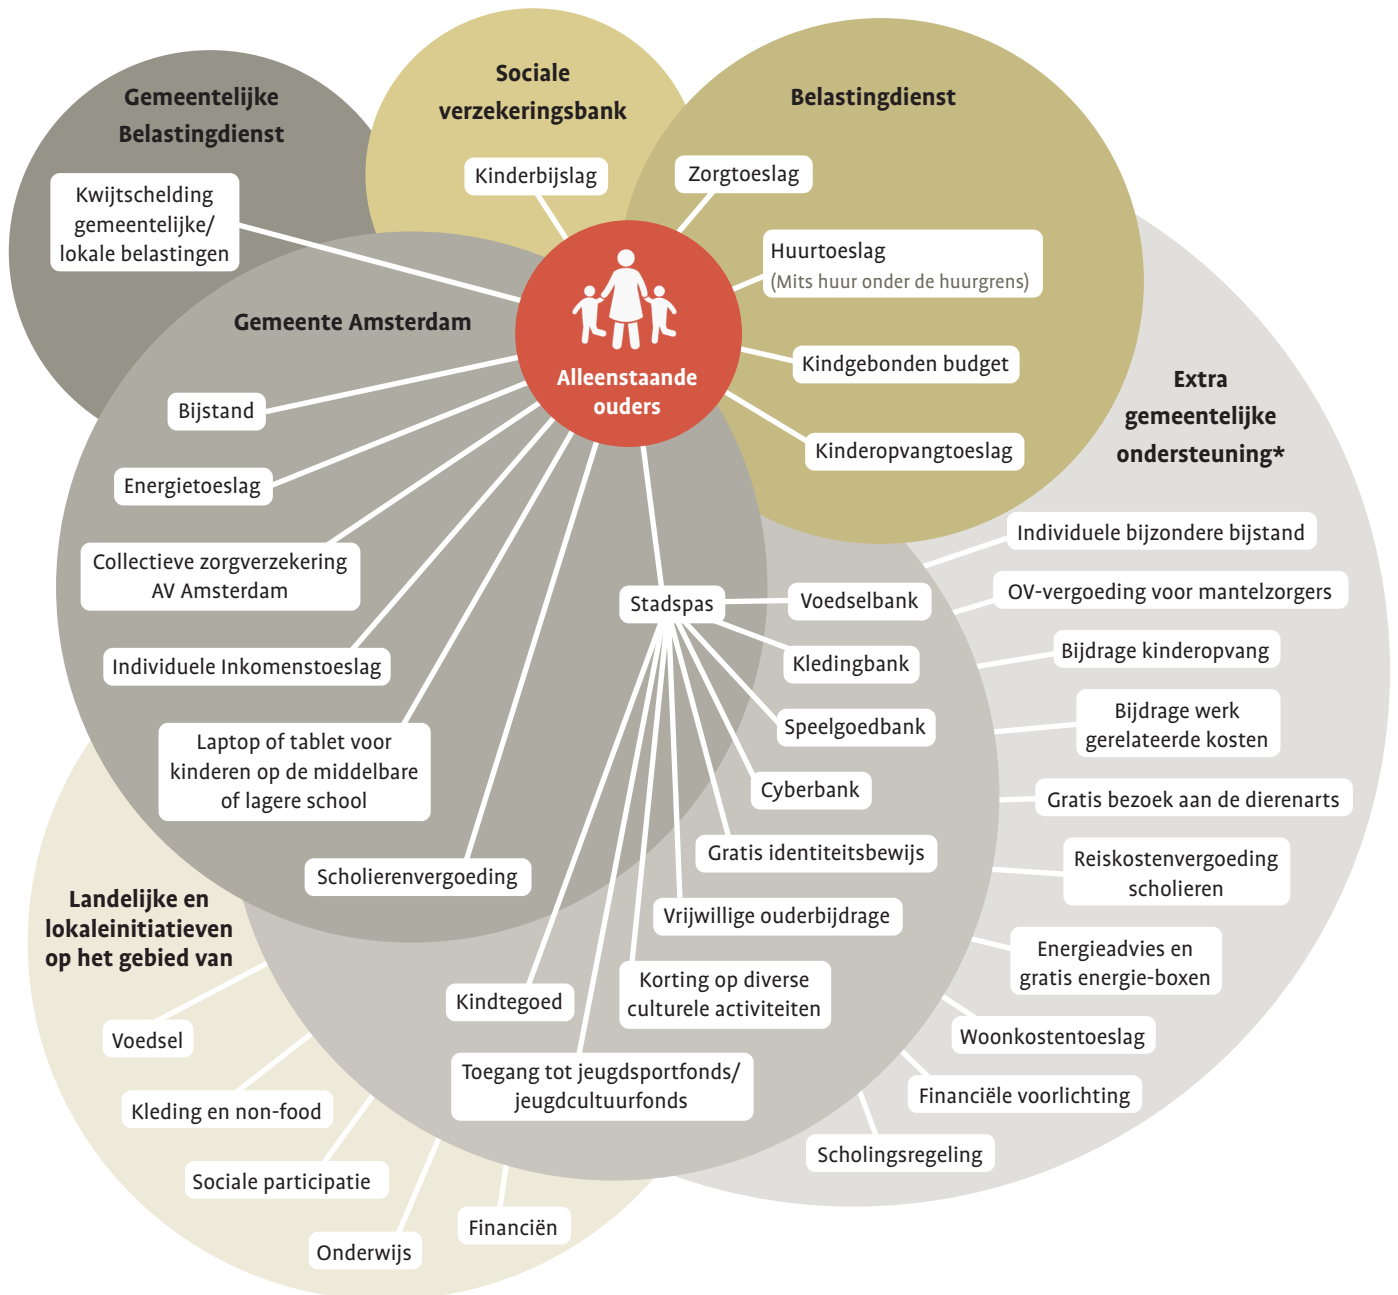 Gemeentelijke
Belastingdienst
Kwijtschelding
gemeentelijke/
lokale belastingen
Sociale
verzekeringsbank
Kinderbijslag
Belastingdienst
Zorgtoeslag
Huurtoeslag
(Mits huur onder de huurgrens)
Kindgebonden budget
Kinderopvangtoeslag
Alleenstaande
ouders
Gemeente Amsterdam
Bijstand
Energietoeslag
Collectieve zorgverzekering
AV Amsterdam
Individuele Inkomenstoeslag
Laptop of tablet voor
kinderen op de middelbare
of lagere school
Scholierenvergoeding
Stadspas
Voedselbank
Kledingbank
Speelgoedbank
Cyberbank
Gratis identiteitsbewijs
Vrijwillige ouderbijdrage
Korting op diverse
culturele activiteiten
Kindtegoed
Toegang tot jeugdsportfonds/
jeugdcultuurfonds
Extra
gemeentelijke
ondersteuning*
Individuele bijzondere bijstand
OV-vergoeding voor mantelzorgers
Bijdrage kinderopvang
Bijdrage werk
gerelateerde kosten
Gratis bezoek aan de dierenarts
Reiskostenvergoeding
scholieren
Energieadvies en
gratis energie-boxen
Woonkostentoeslag
Financiële voorlichting
Scholingsregeling
Landelijke en
lokaleinitiatieven
op het gebied van
Voedsel
Kleding en non-food
Sociale participatie
Onderwijs
Financiën